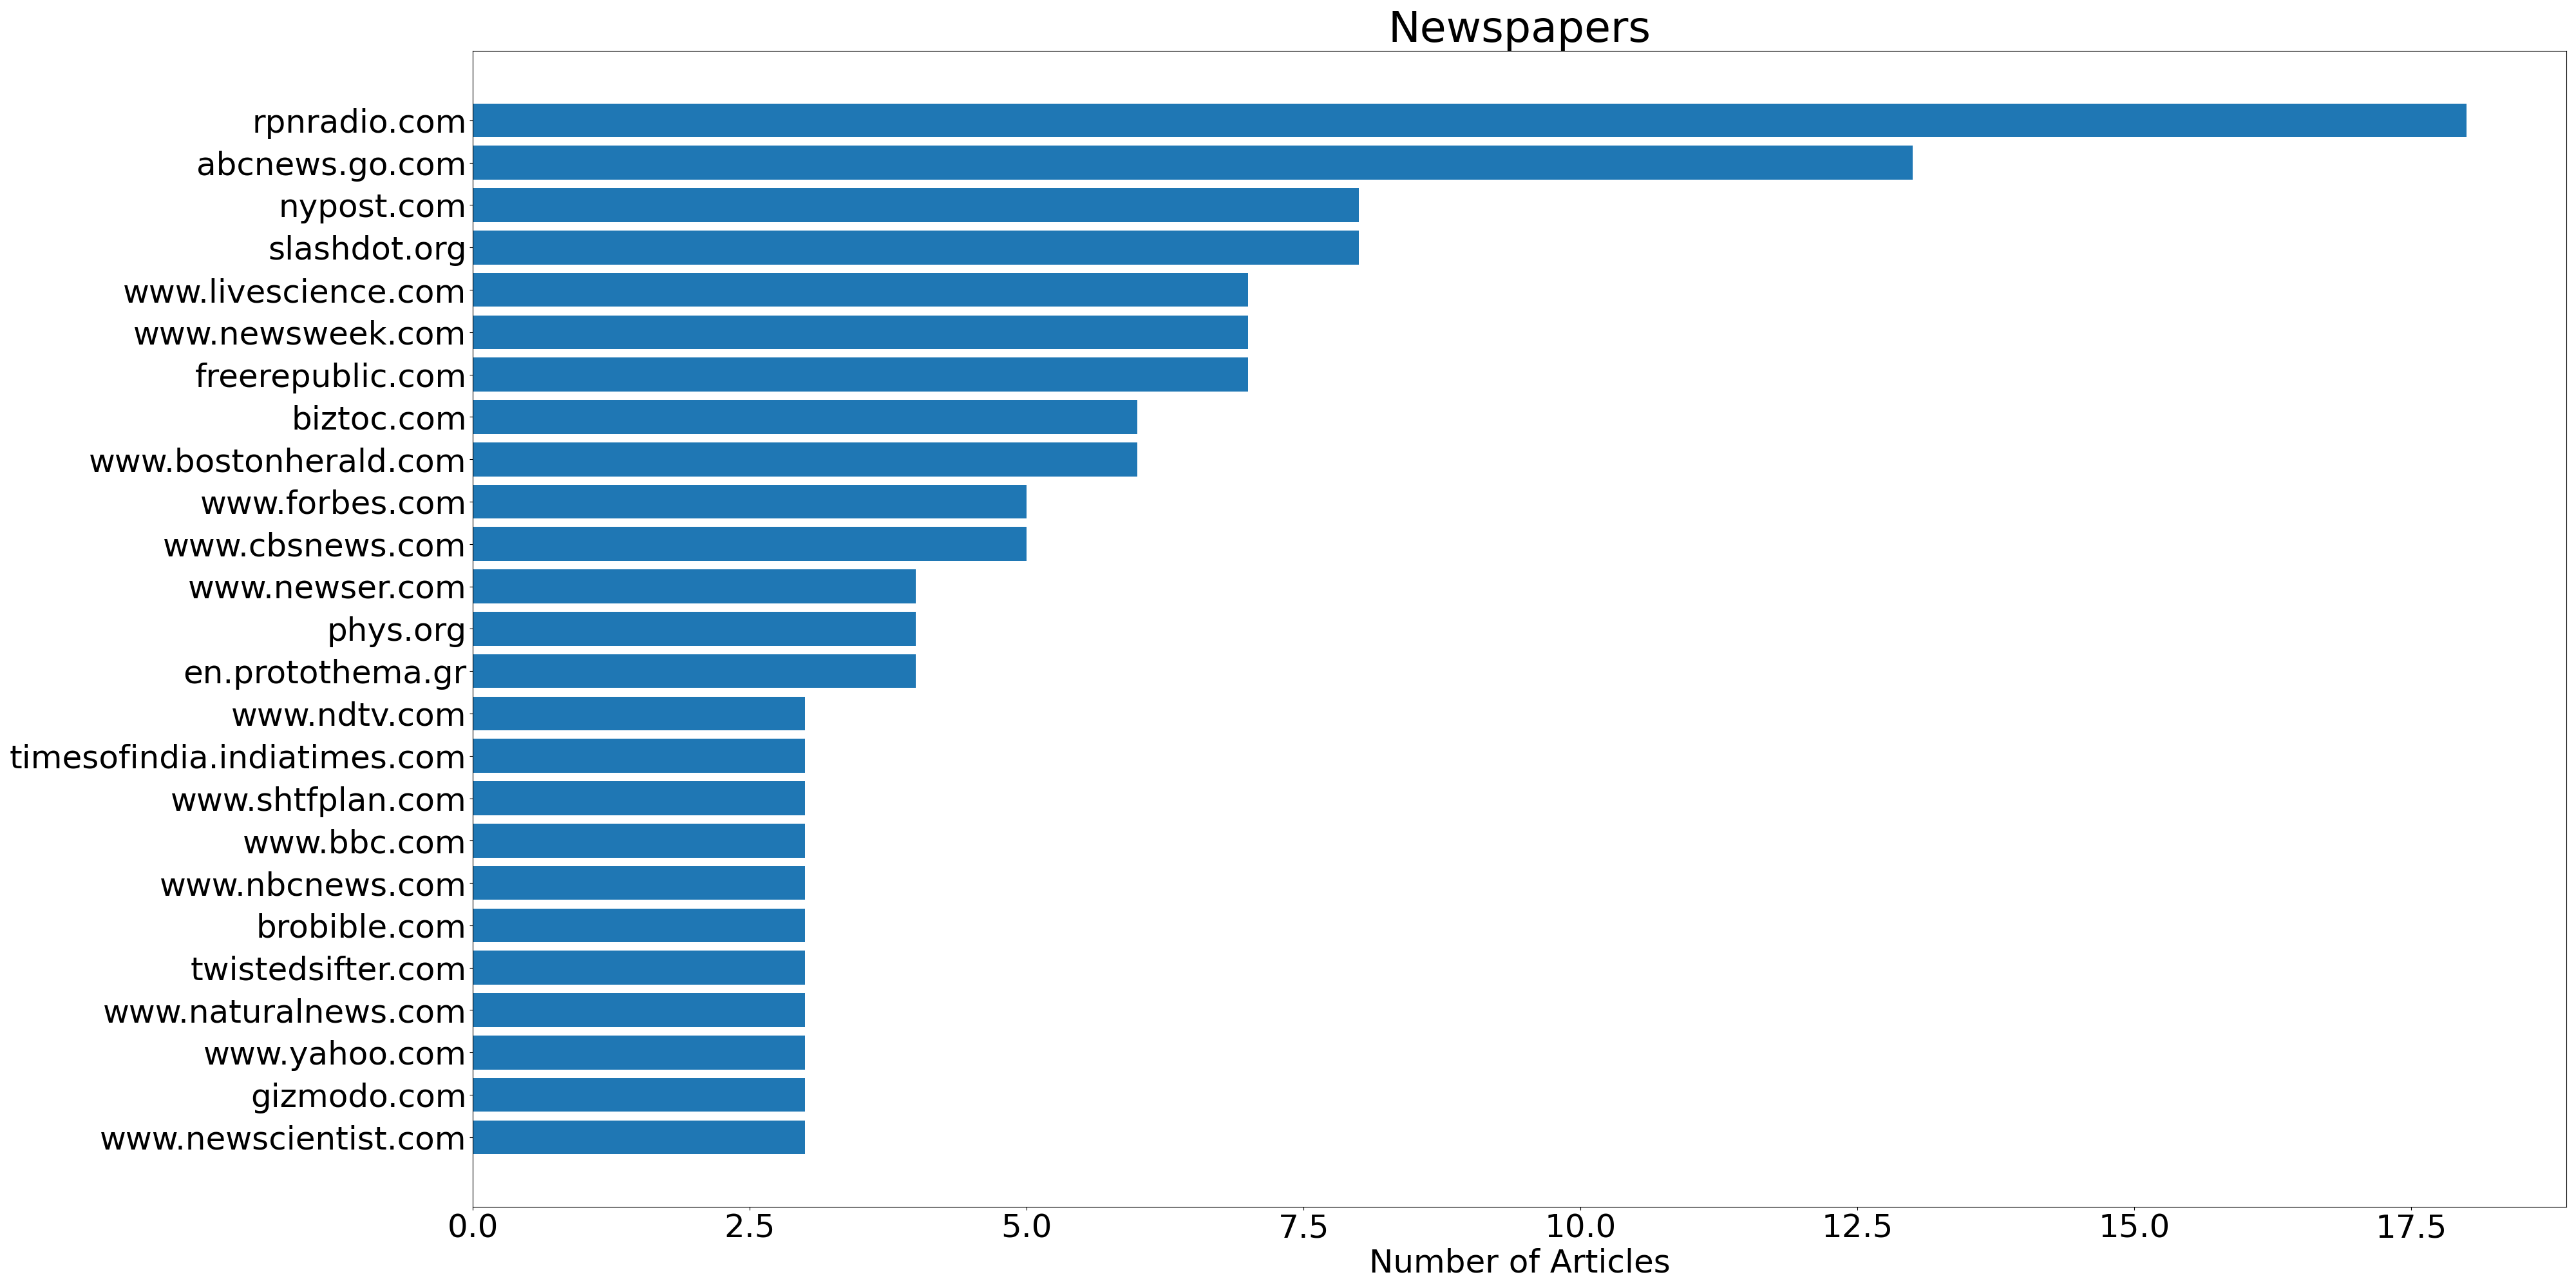 Newspapers
rpnradio.com
abcnews.go.com
nypost.com
slashdot.org
www.livescience.com
www.newsweek.com
freerepublic.com
biztoc.com
www.bostonherald.com
www.forbes.com
www.cbsnews.com
www.newser.com
phys.org
en.protothema.gr
www.ndtv.com
timesofindia.indiatimes.com
www.shtfplan.com
www.bbc.com
www.nbcnews.com
brobible.com
twistedsifter.com
www.naturalnews.com
www.yahoo.com
gizmodo.com
www.newscientist.com
0.0 2.5 5.0 7.5 10.0 12.5 15.0 17.5
Number of Articles